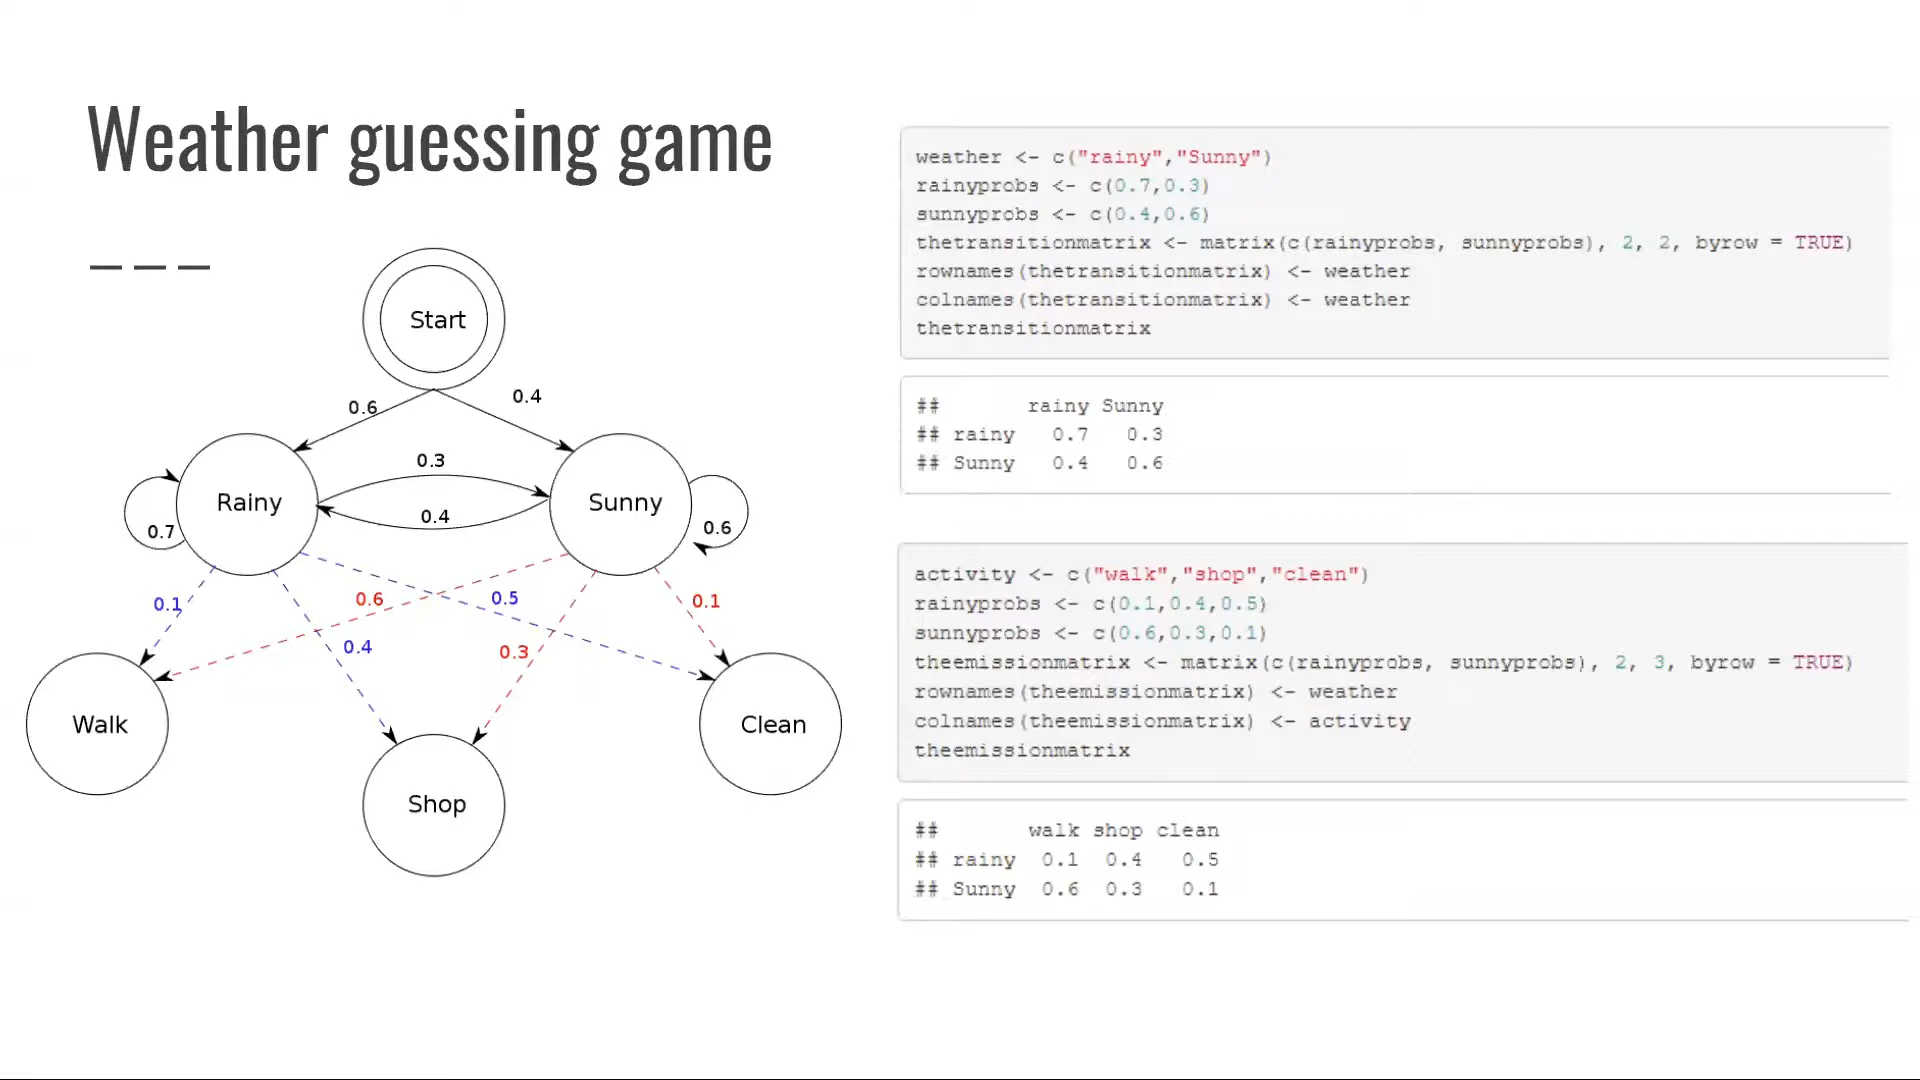 Weather guessing game
Start
0.6
0.4
0.3
Rainy
Sunny
0.4
0.7
0.6
0.1
0.6
0.5
0.1
0.4
0.3
Walk
Clean
Shop
weather <- c("rainy","Sunny")
rainyprobs <- c(0.7,0.3)
sunnyprobs <- c(0.4,0.6)
thetransitionmatrix <- matrix(c(rainyprobs, sunnyprobs), 2, 2, byrow = TRUE)
rownames(thetransitionmatrix) <- weather
colnames(thetransitionmatrix) <- weather
thetransitionmatrix
## rainy Sunny
## rainy 0.7 0.3
## Sunny 0.4 0.6
activity <- c("walk","shop","clean")
rainyprobs <- c(0.1,0.4,0.5)
sunnyprobs <- c(0.6,0.3,0.1)
theemissionmatrix <- matrix(c(rainyprobs, sunnyprobs), 2, 3, byrow = TRUE)
rownames(theemissionmatrix) <- weather
colnames(theemissionmatrix) <- activity
theemissionmatrix
## walk shop clean
## rainy 0.1 0.4 0.5
## Sunny 0.6 0.3 0.1